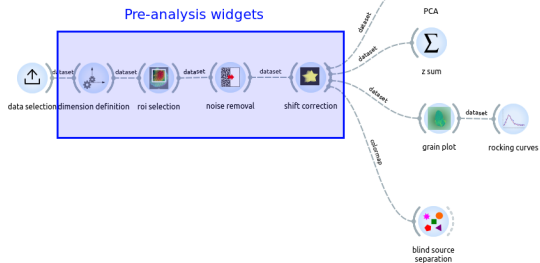 Pre-analysis widgets
PCA
dataset
dataset
z sum
dataset
dataset
dataset
dataset
dataset
data selection
dimension definition
roi selection
noise removal
shift correction
dataset
dataset
grain plot
rocking curves
colormap
blind source
separation